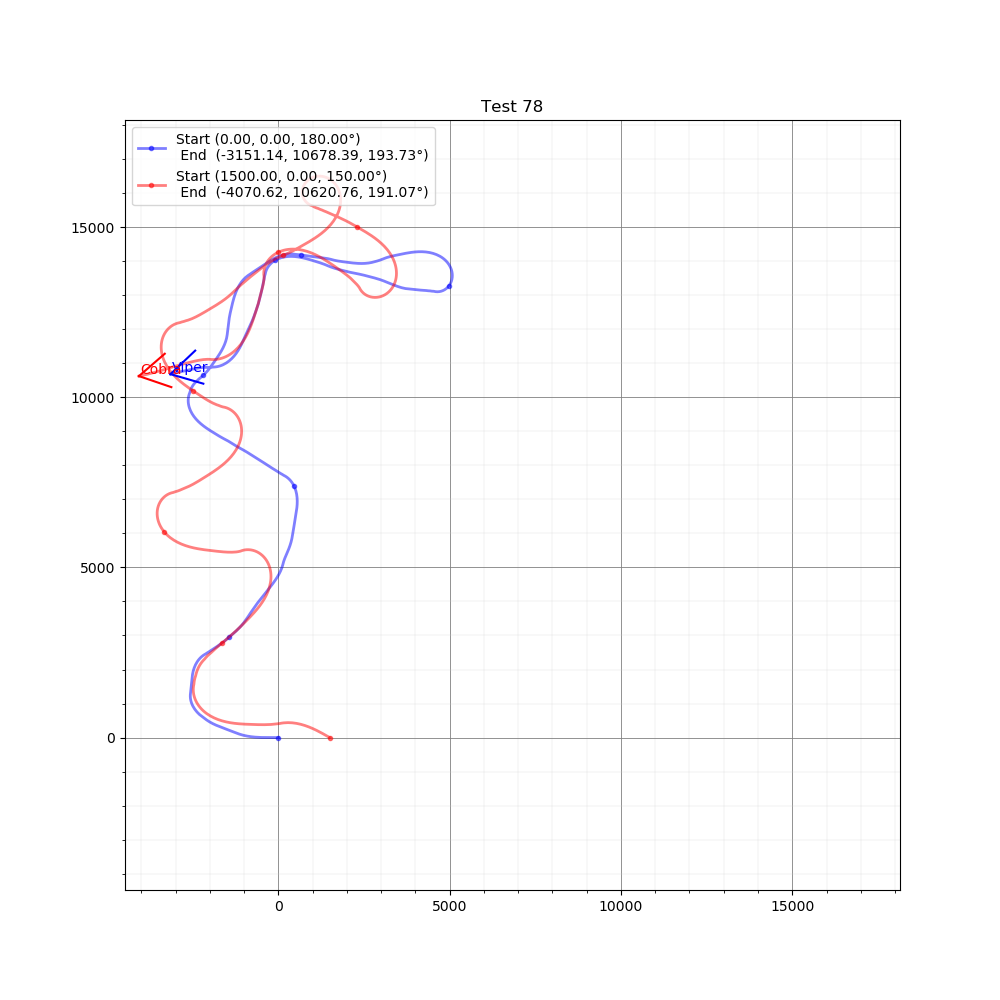 Test 78
Start (0.00, 0.00, 180.00°)
End (-3151.14, 10678.39, 193.73°)
Start (1500.00, 0.00, 150.00°)
End (-4070.62, 10620.76, 191.07°)
15000
10000
5000
0
Cobra
Viper
0 5000 10000 15000